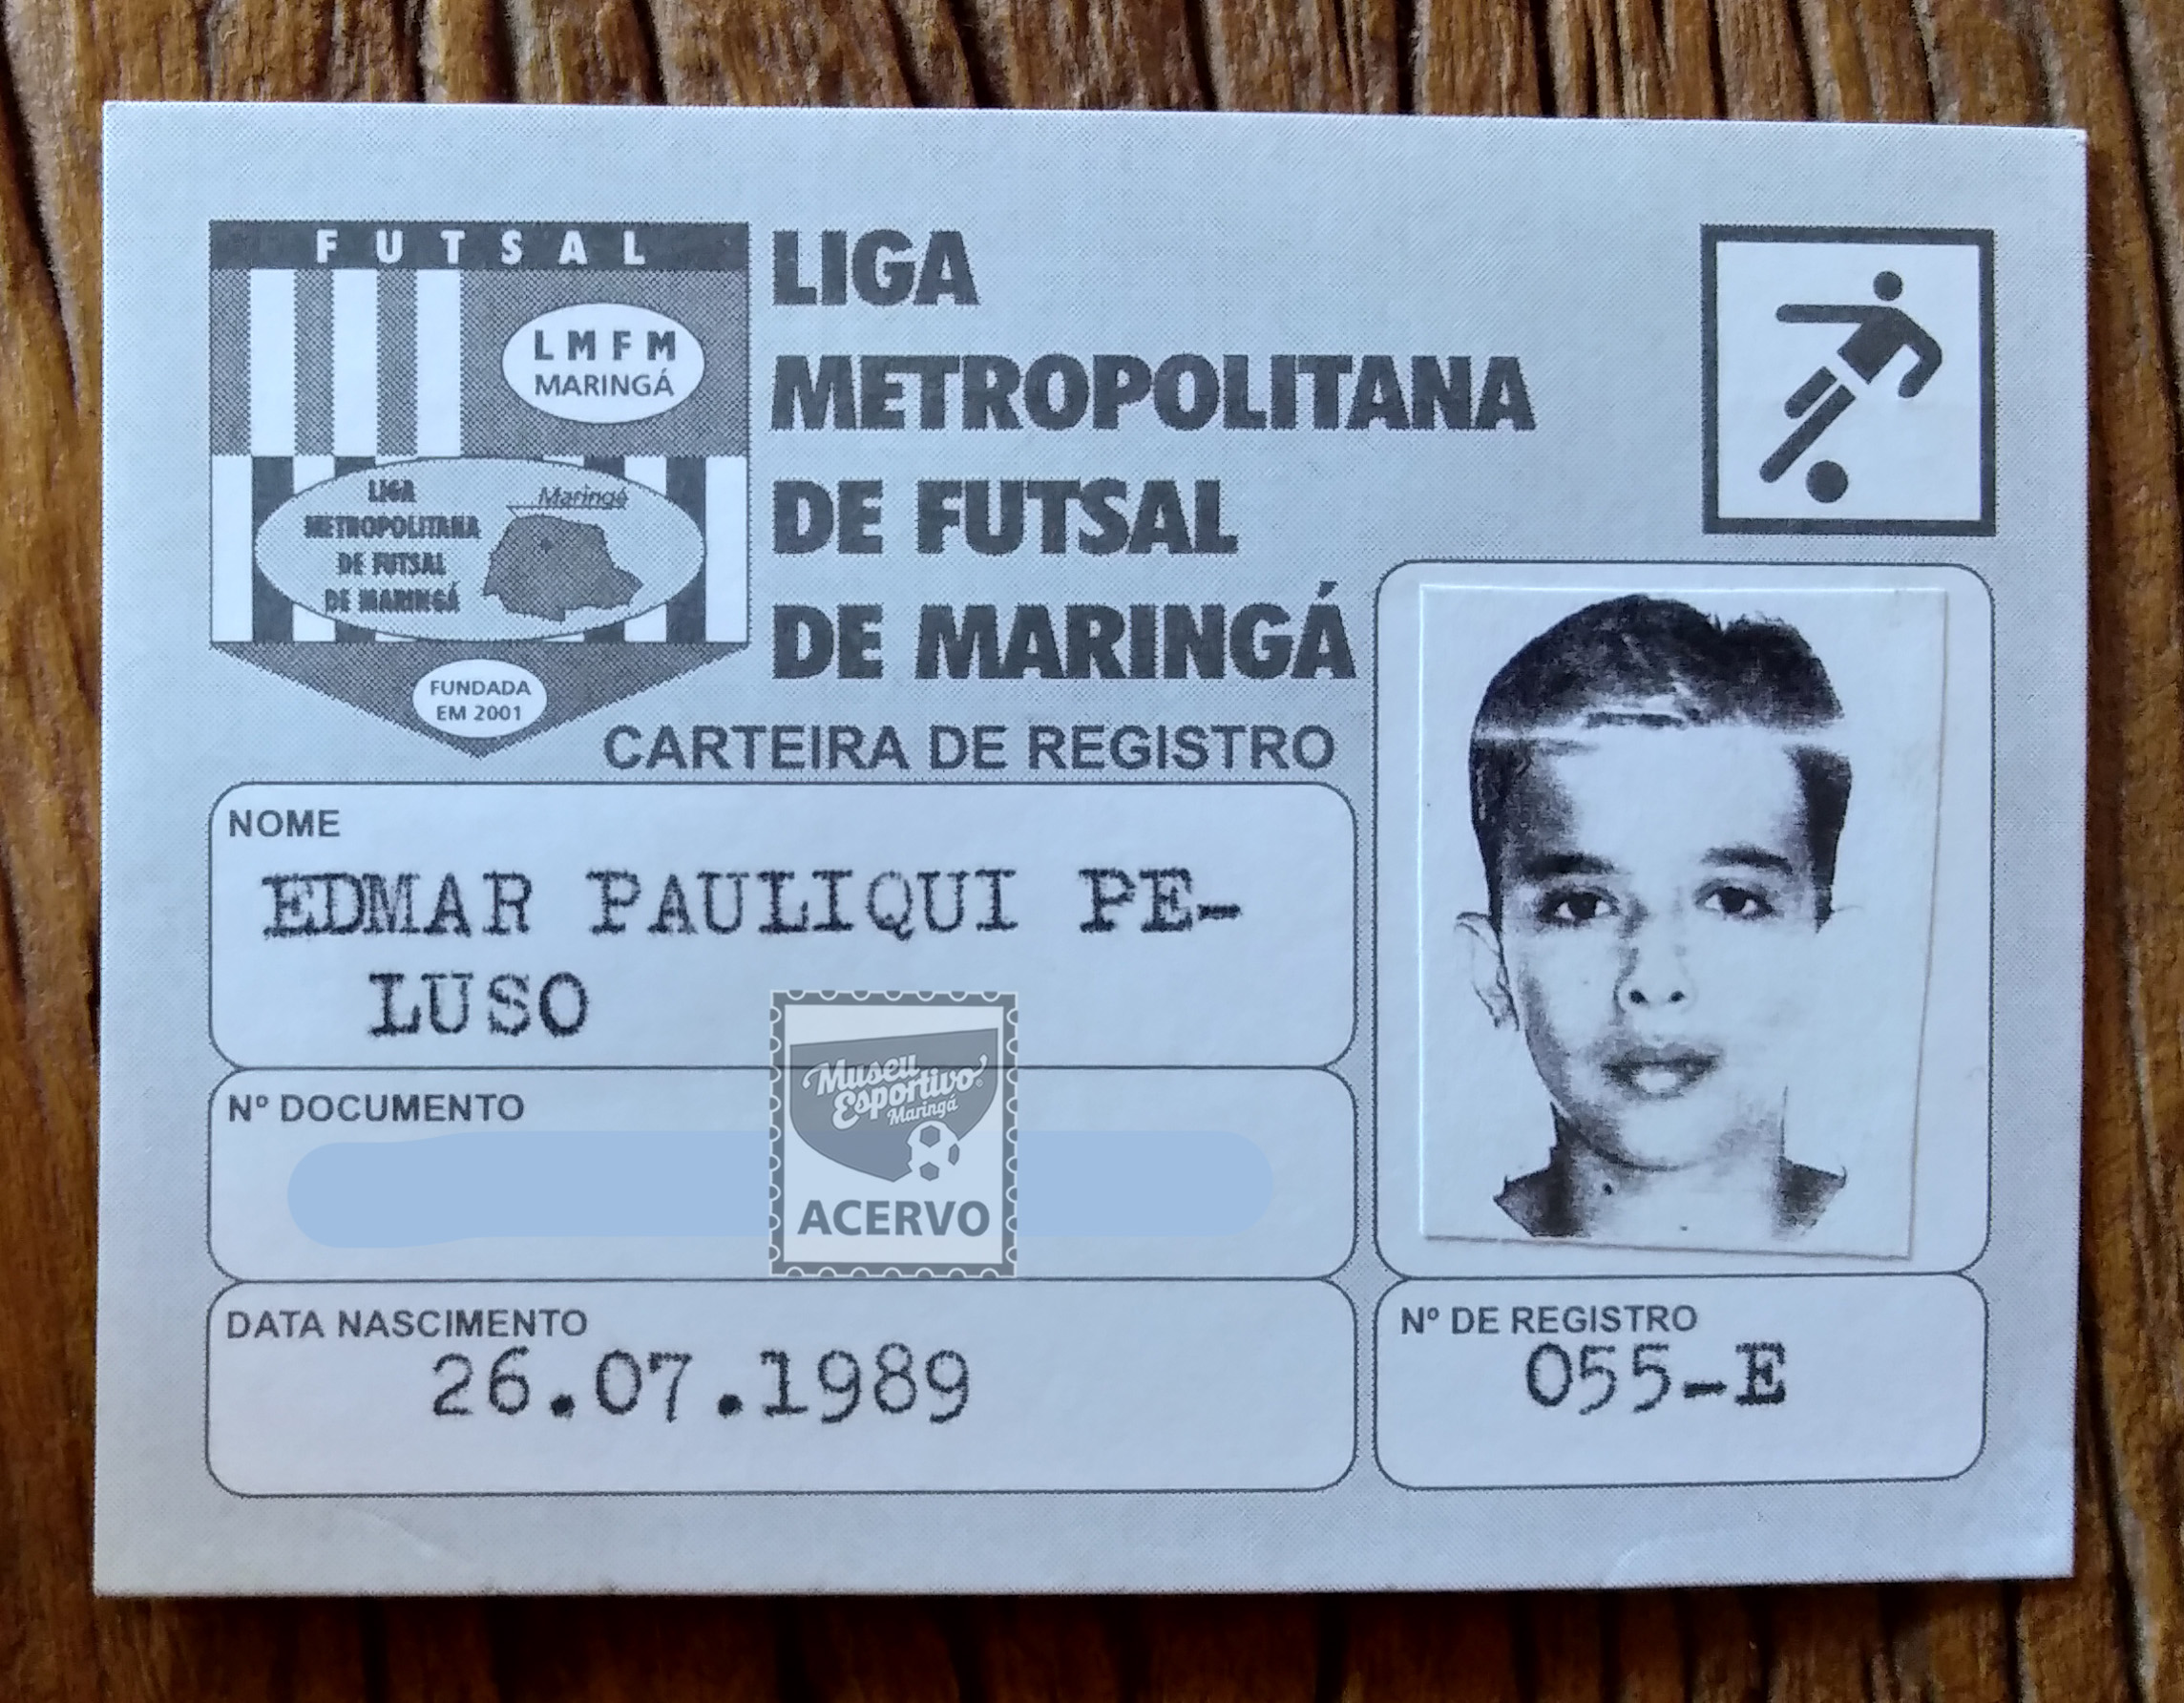 FUTSAL
LMFM
MARINGÁ
LIGA
METROPOLITANA
DE FUTSAL
DE MARINGÁ
Maringá
FUNDADA
EM 2001
LIGA
METROPOLITANA
DE FUTSAL
DE MARINGÁ
CARTEIRA DE REGISTRO
NOME
EDMAR PAULIQUI PE-
LUSO
Nº DOCUMENTO
Museu
Esportivo
Maringá
ACERVO
DATA NASCIMENTO
26.07.1989
Nº DE REGISTRO
055-E